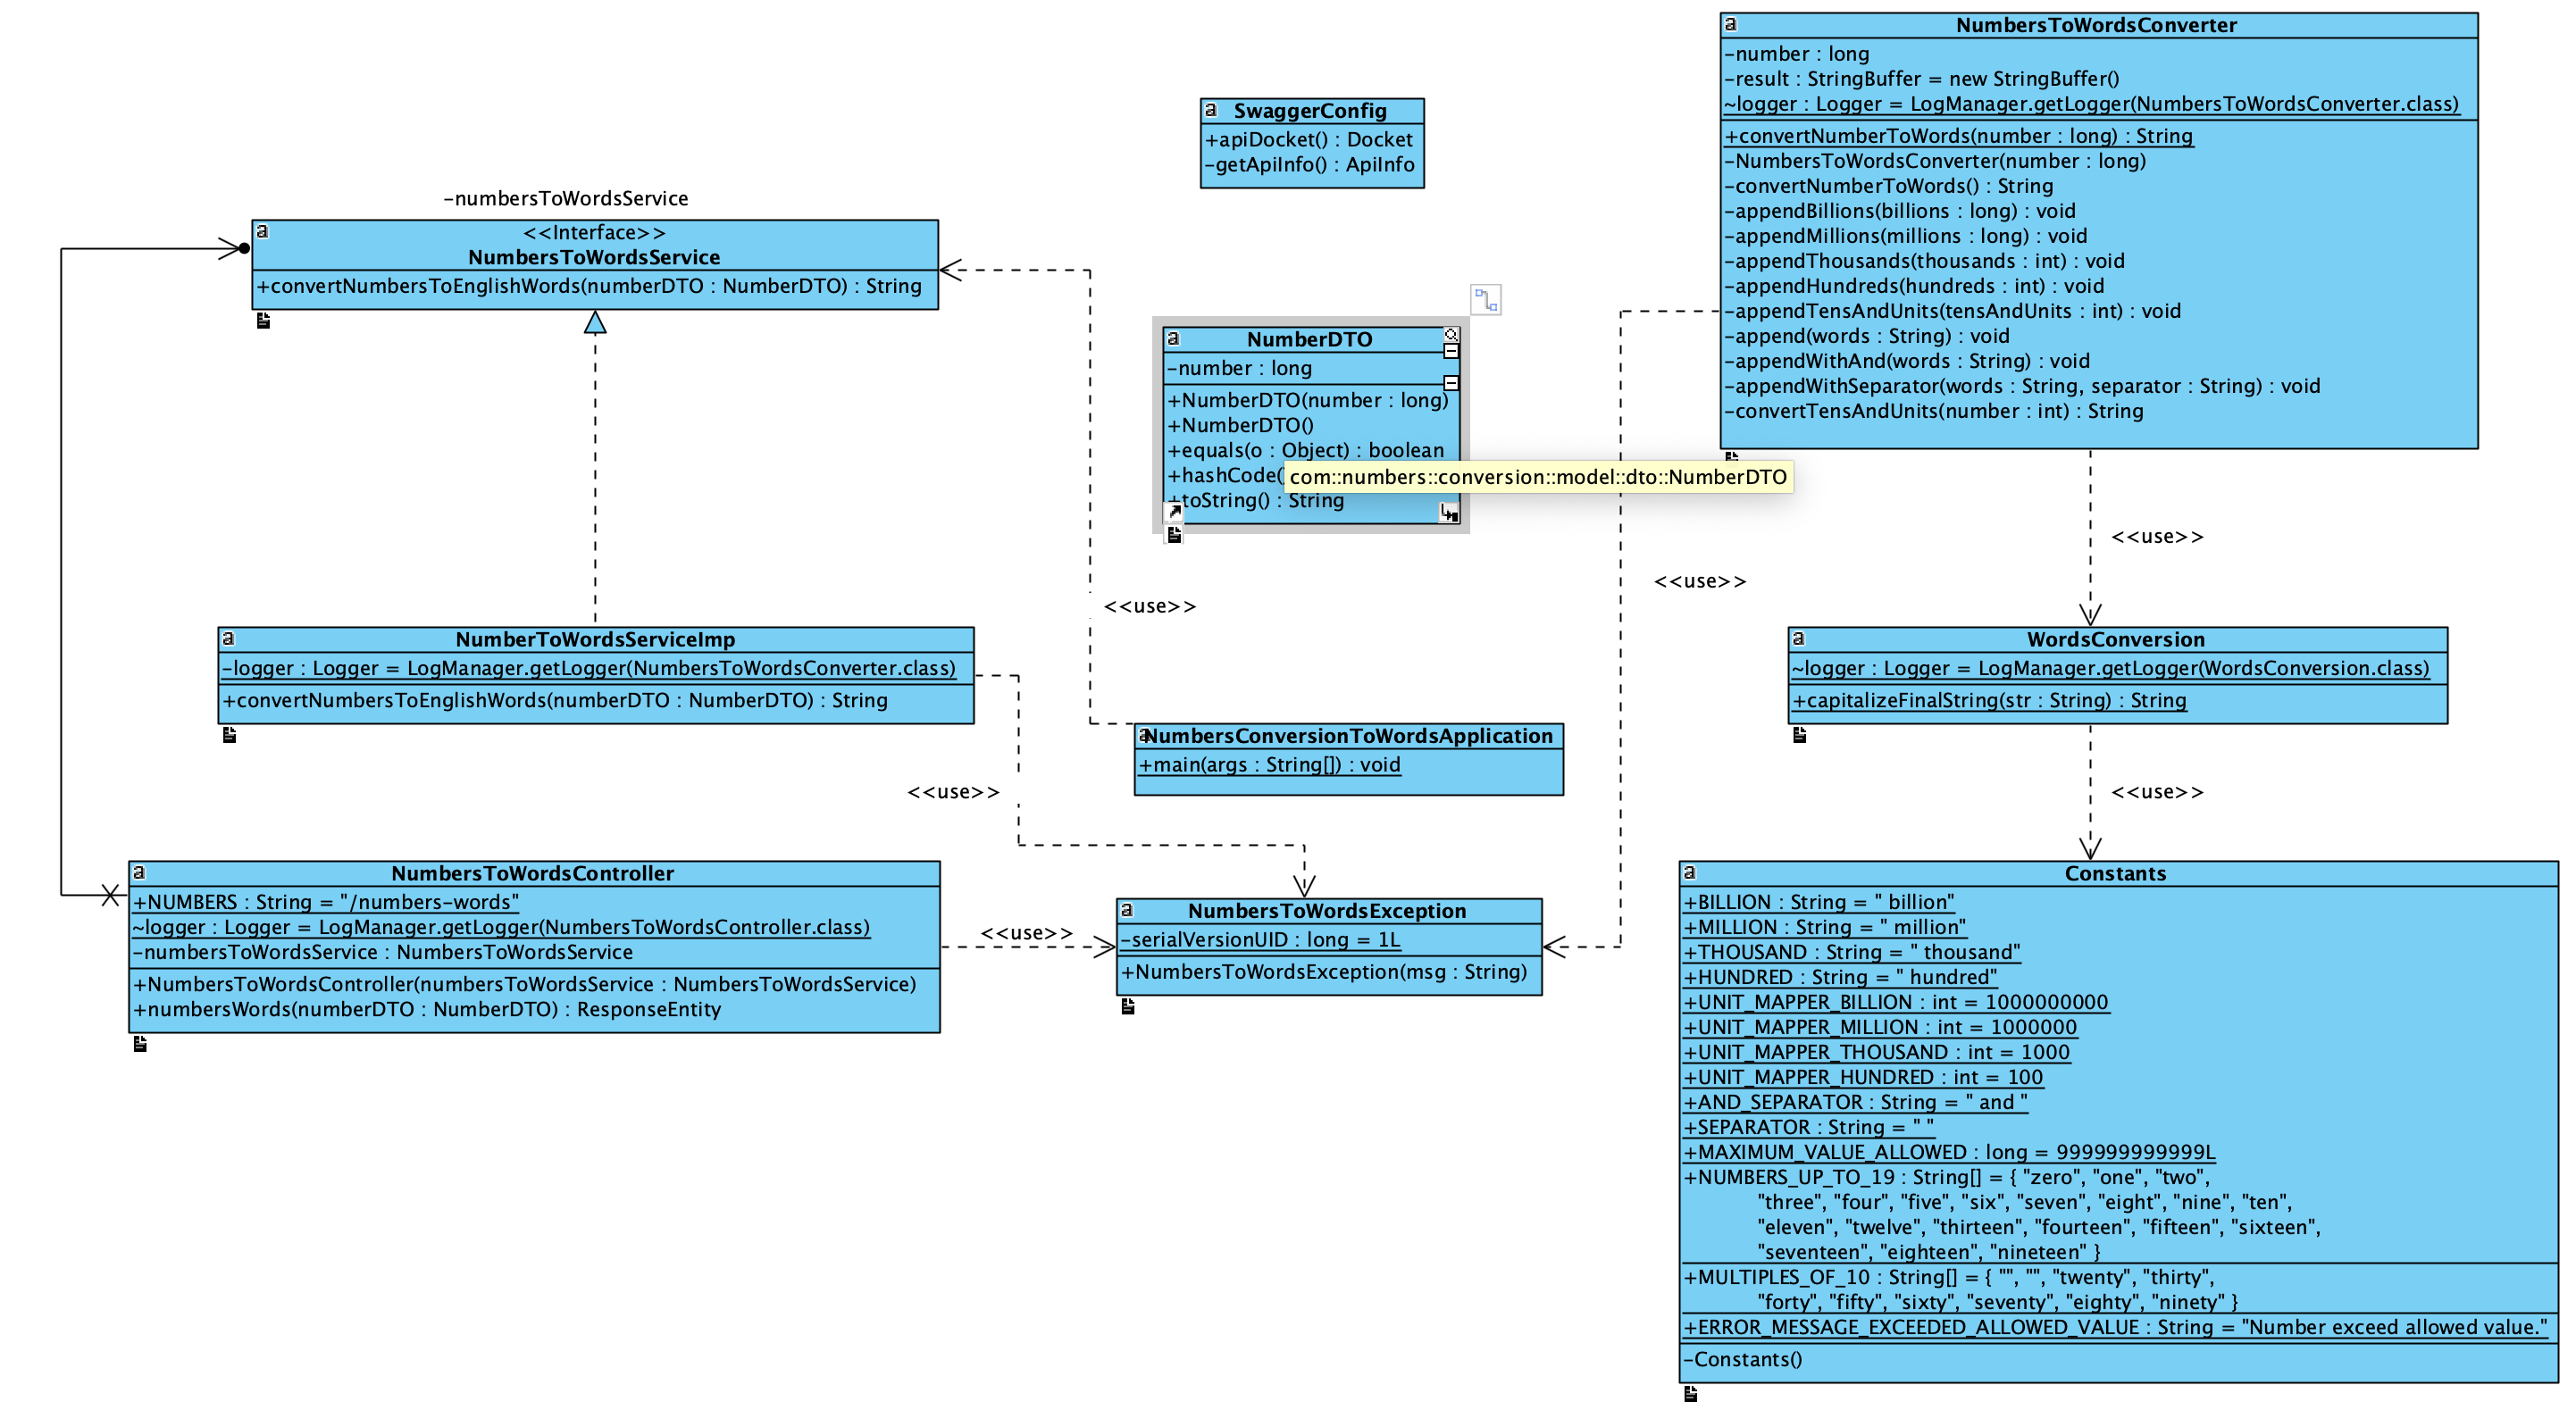 -numbersToWordsService
<<Interface>>
NumbersToWordsService
+convertNumbersToEnglishWords(numberDTO : NumberDTO) : String
SwaggerConfig
+apiDocket() : Docket
-getApiInfo() : ApiInfo
NumbersToWordsConverter
-number : long
-result : StringBuffer = new StringBuffer()
~logger : Logger = LogManager.getLogger(NumbersToWordsConverter.class)
+convertNumberToWords(number : long) : String
-NumbersToWordsConverter(number : long)
-convertNumberToWords() : String
-appendBillions(billions : long) : void
-appendMillions(millions : long) : void
-appendThousands(thousands : int) : void
-appendHundreds(hundreds : int) : void
-appendTensAndUnits(tensAndUnits : int) : void
-append(words : String) : void
-appendWithAnd(words : String) : void
-appendWithSeparator(words : String, separator : String) : void
-convertTensAndUnits(number : int) : String
NumberDTO
-number : long
+NumberDTO(number : long)
+NumberDTO()
+equals(o : Object) : boolean
+hashCode(
com::numbers::conversion::model::dto::NumberDTO
+toString() : String
<<use>>
<<use>>
<<use>>
NumberToWordsServiceImp
-logger : Logger = LogManager.getLogger(NumbersToWordsConverter.class)
+convertNumbersToEnglishWords(numberDTO : NumberDTO) : String
WordsConversion
~logger : Logger = LogManager.getLogger(WordsConversion.class)
+capitalizeFinalString(str : String) : String
NumbersConversionToWordsApplication
+main(args : String[]) : void
<<use>>
<<use>>
NumbersToWordsController
+NUMBERS : String = "/numbers-words"
~logger : Logger = LogManager.getLogger(NumbersToWordsController.class)
-numbersToWordsService : NumbersToWordsService
+NumbersToWordsController(numbersToWordsService : NumbersToWordsService)
+numbersWords(numberDTO : NumberDTO) : ResponseEntity
<<use>>
NumbersToWordsException
-serialVersionUID : long = 1L
+NumbersToWordsException(msg : String)
Constants
+BILLION : String = " billion"
+MILLION : String = " million"
+THOUSAND : String = " thousand"
+HUNDRED : String = " hundred"
+UNIT_MAPPER_BILLION : int = 1000000000
+UNIT_MAPPER_MILLION : int = 1000000
+UNIT_MAPPER_THOUSAND : int = 1000
+UNIT_MAPPER_HUNDRED : int = 100
+AND_SEPARATOR : String = " and "
+SEPARATOR : String = " "
+MAXIMUM_VALUE_ALLOWED : long = 999999999999L
+NUMBERS_UP_TO_19 : String[] = { "zero", "one", "two",
"three", "four", "five", "six", "seven", "eight", "nine", "ten",
"eleven", "twelve", "thirteen", "fourteen", "fifteen", "sixteen",
"seventeen", "eighteen", "nineteen" }
+MULTIPLES_OF_10 : String[] = { "", "", "twenty", "thirty",
"forty", "fifty", "sixty", "seventy", "eighty", "ninety" }
+ERROR_MESSAGE_EXCEEDED_ALLOWED_VALUE : String = "Number exceed allowed value."
-Constants()